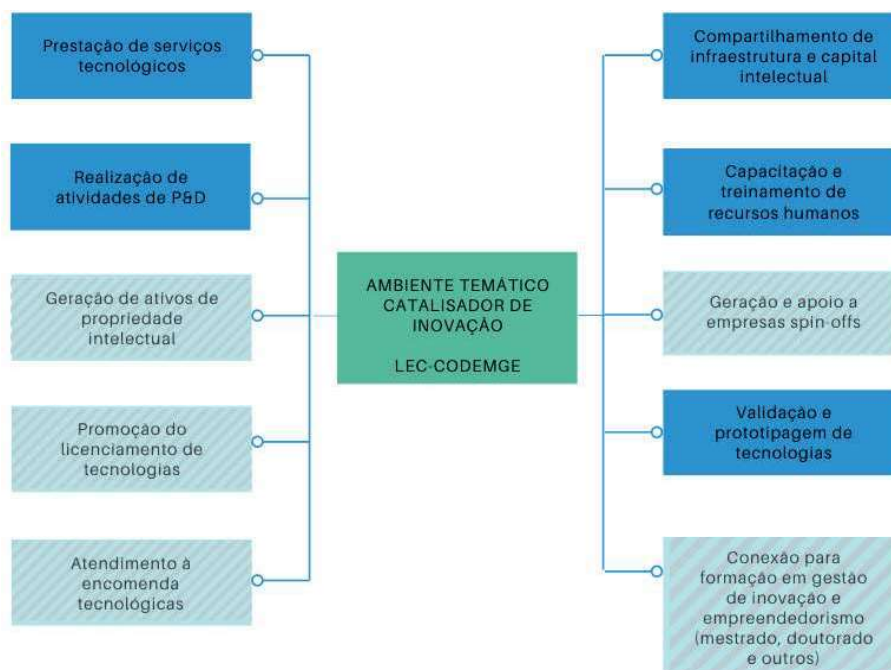 Prestação de serviços
tecnológicos
Realização de
atividades de P&D
Geração de ativos de
propriedade
intelectual
Promoção do
licenciamento de
tecnologias
Atendimento à
encomenda
tecnológicas
AMBIENTE TEMÁTICO
CATALISADOR DE
INOVAÇÃO
LEC-CODEMGE
Compartilhamento de
infraestrutura e capital
intelectual
Capacitação e
treinamento de
recursos humanos
Geração e apoio a
empresas spin-offs
Validação e
prototipagem de
tecnologias
Conexão para
formação em gestão
de inovação e
empreendedorismo
(mestrado, doutorado
e outros)